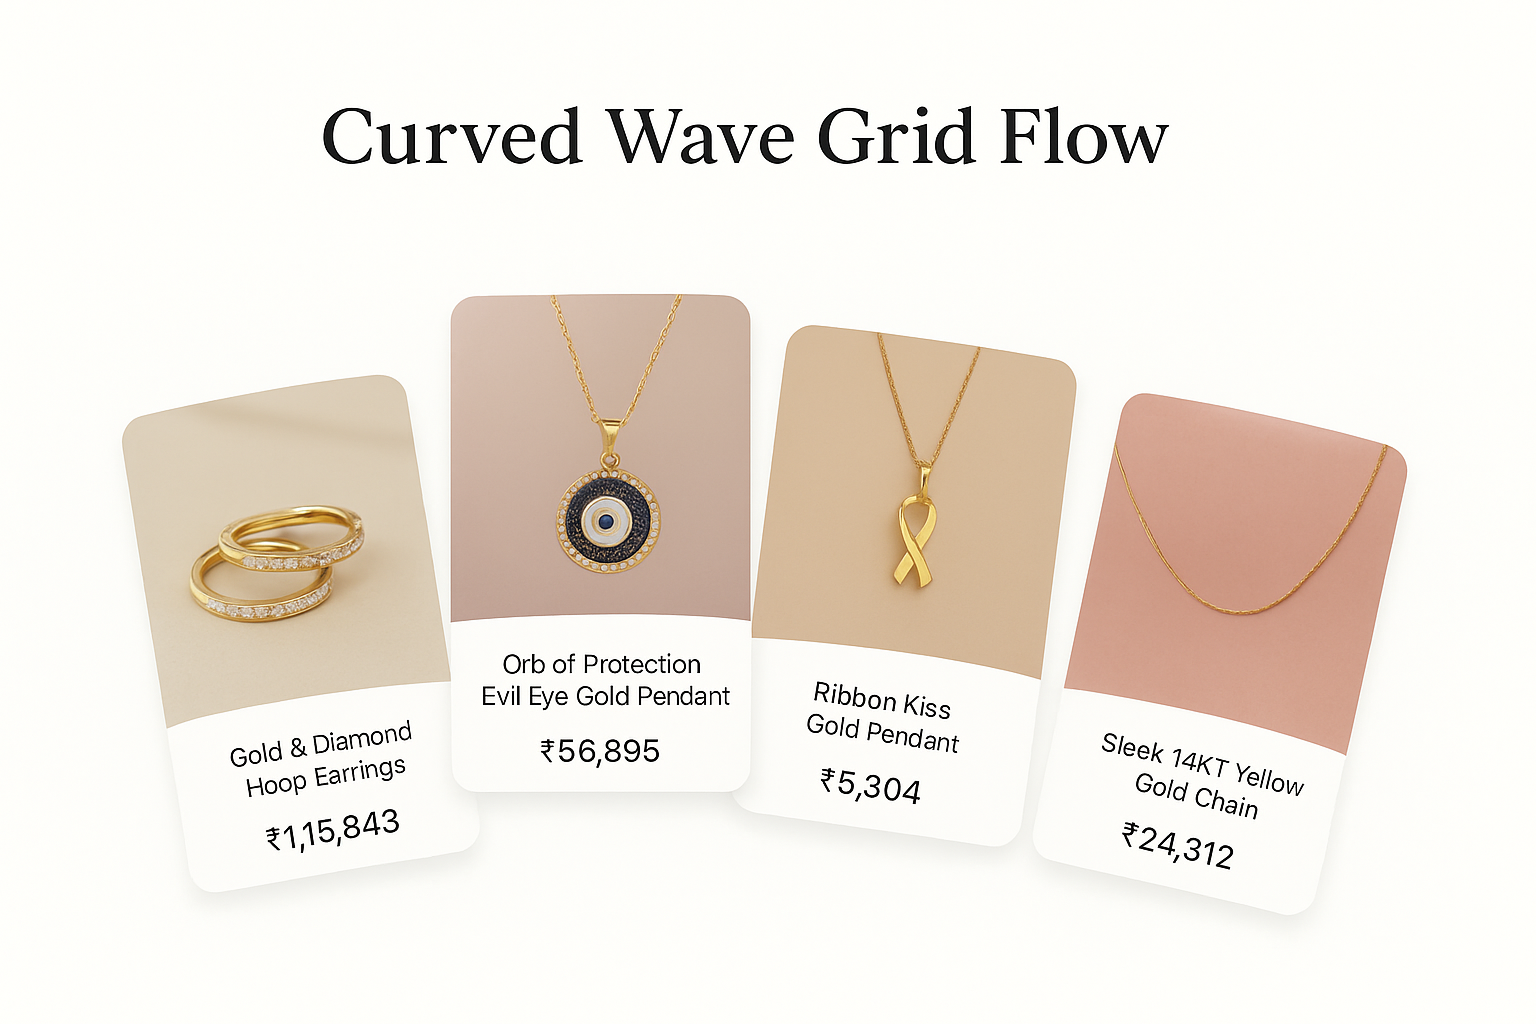 Curved Wave Grid Flow
Gold & Diamond
Hoop Earrings
₹1,15,843
Orb of Protection
Evil Eye Gold Pendant
₹56,895
Ribbon Kiss
Gold Pendant
₹5,304
Sleek 14KT Yellow
Gold Chain
₹24,312